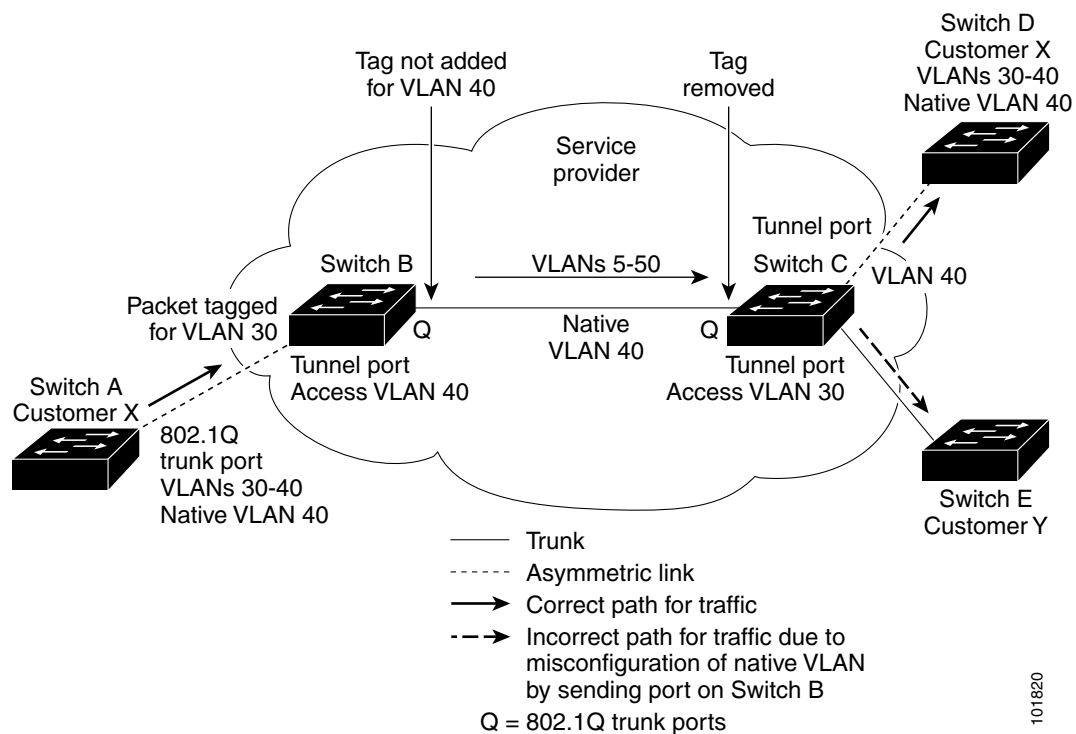 Switch D
Customer X
VLANs 30-40
Native VLAN 40
Tag not added
for VLAN 40
Tag
removed
Service
provider
Tunnel port
Switch B
VLANs 5-50
Switch C
VLAN 40
Packet tagged
for VLAN 30
Q
Native
VLAN 40
Q
Tunnel port
Access VLAN 40
Tunnel port
Access VLAN 30
Switch A
Customer X
802.1Q
trunk port
VLANs 30-40
Native VLAN 40
Switch E
Customer Y
Trunk
Asymmetric link
Correct path for traffic
Incorrect path for traffic due to
misconfiguration of native VLAN
by sending port on Switch B
Q = 802.1Q trunk ports
101820